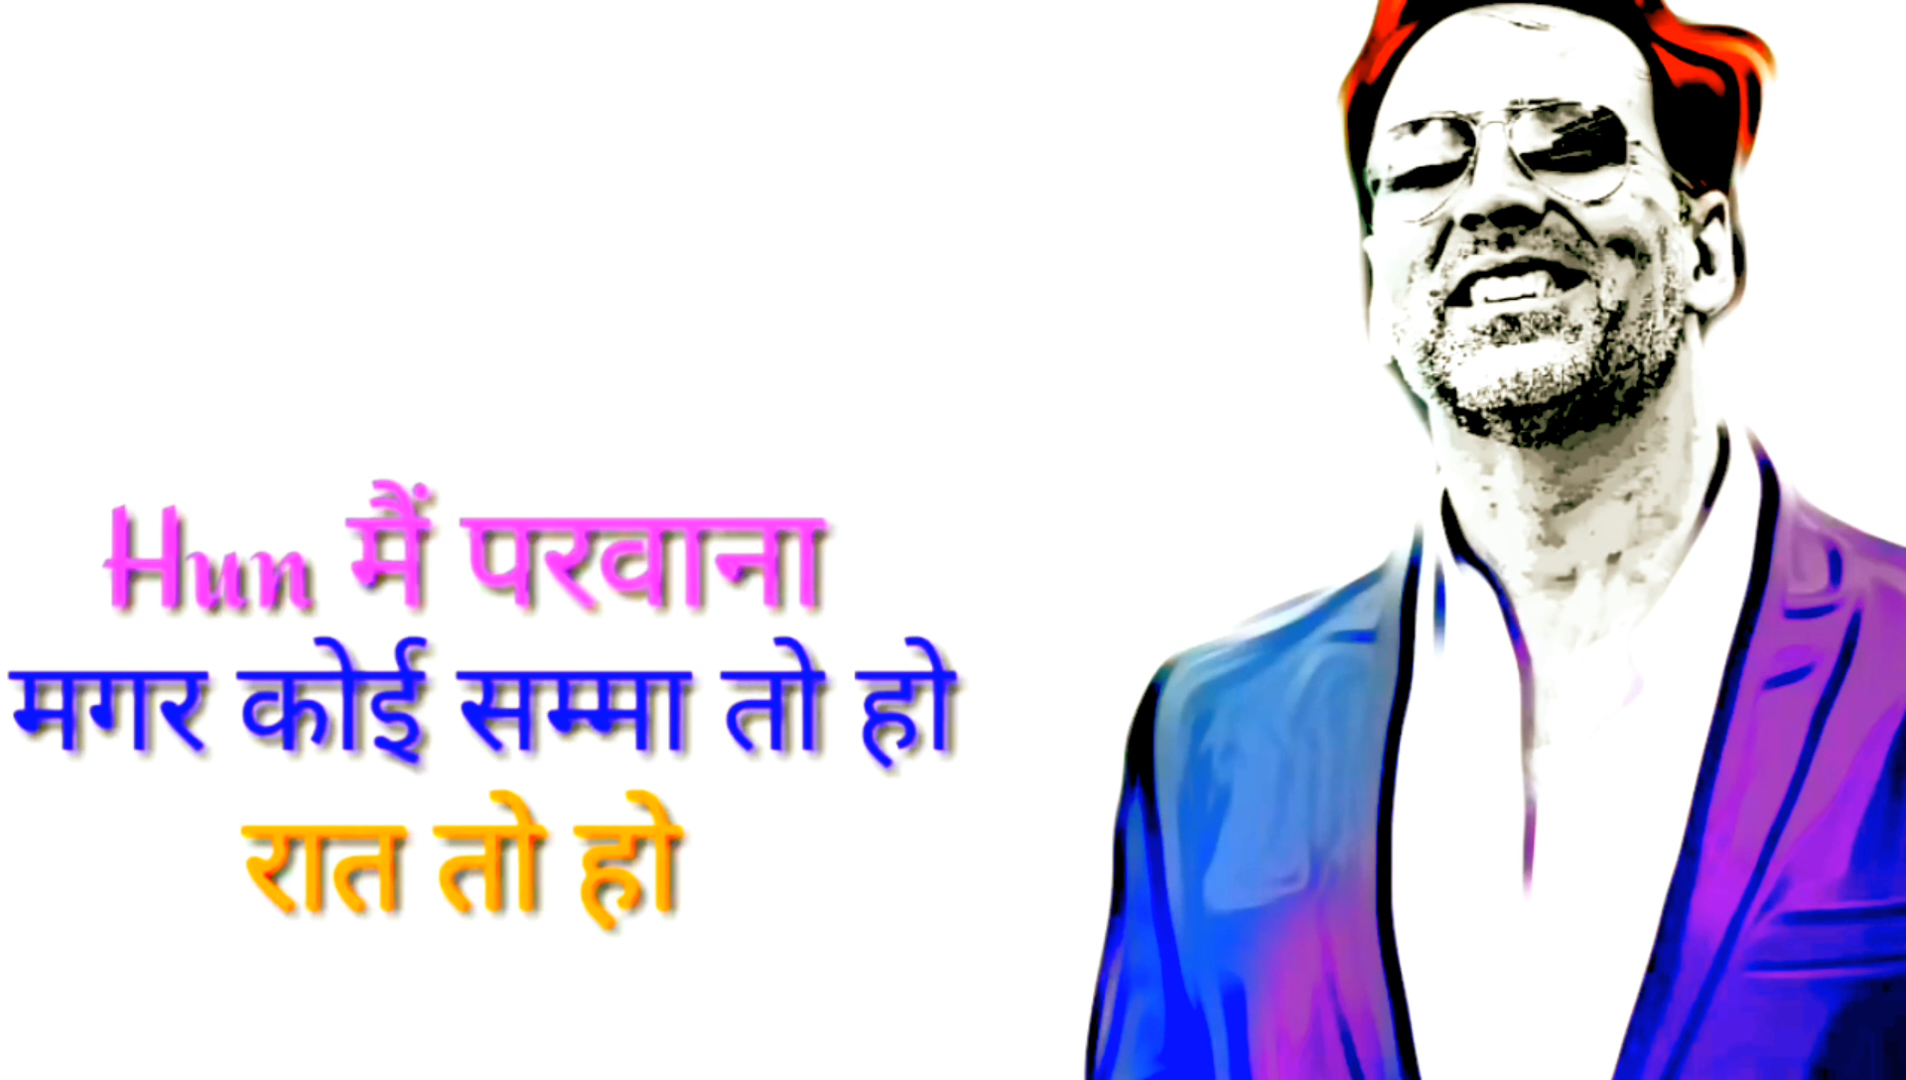 Hun मैं परवाना
मगर कोई सम्मा तो हो
रात तो हो